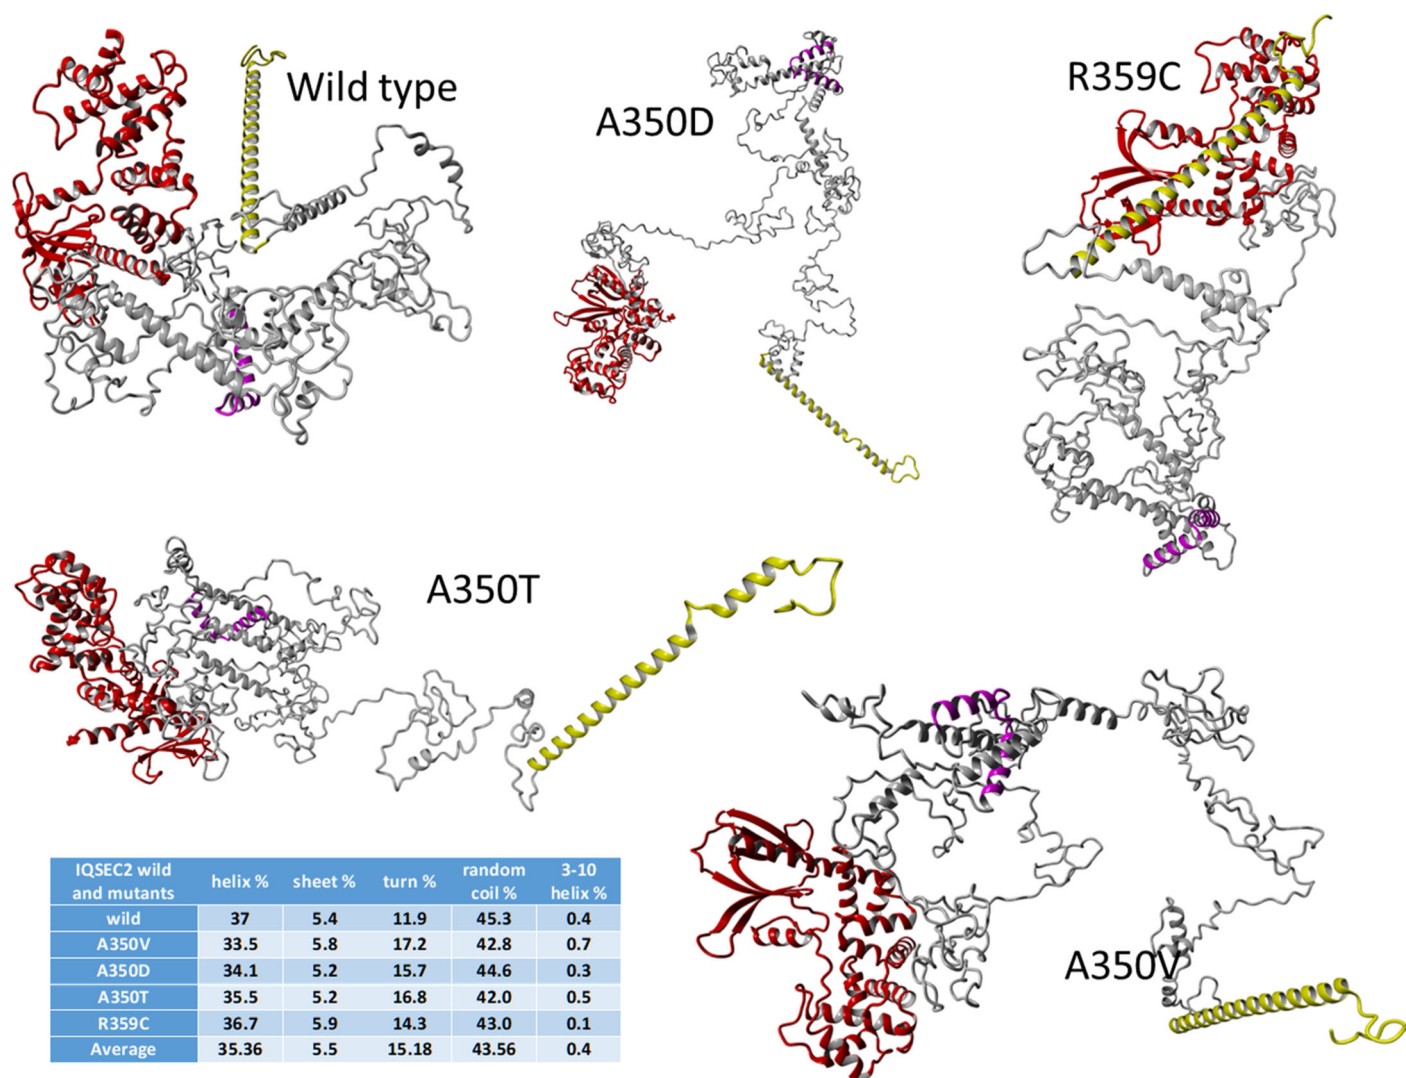 Wild type
A350D
R359C
A350T
A350V
IQSEC2 wild and mutants helix % sheet % turn % random coil % 3-10 helix %
wild 37 5.4 11.9 45.3 0.4
A350V 33.5 5.8 17.2 42.8 0.7
A350D 34.1 5.2 15.7 44.6 0.3
A350T 35.5 5.2 16.8 42.0 0.5
R359C 36.7 5.9 14.3 43.0 0.1
Average 35.36 5.5 15.18 43.56 0.4